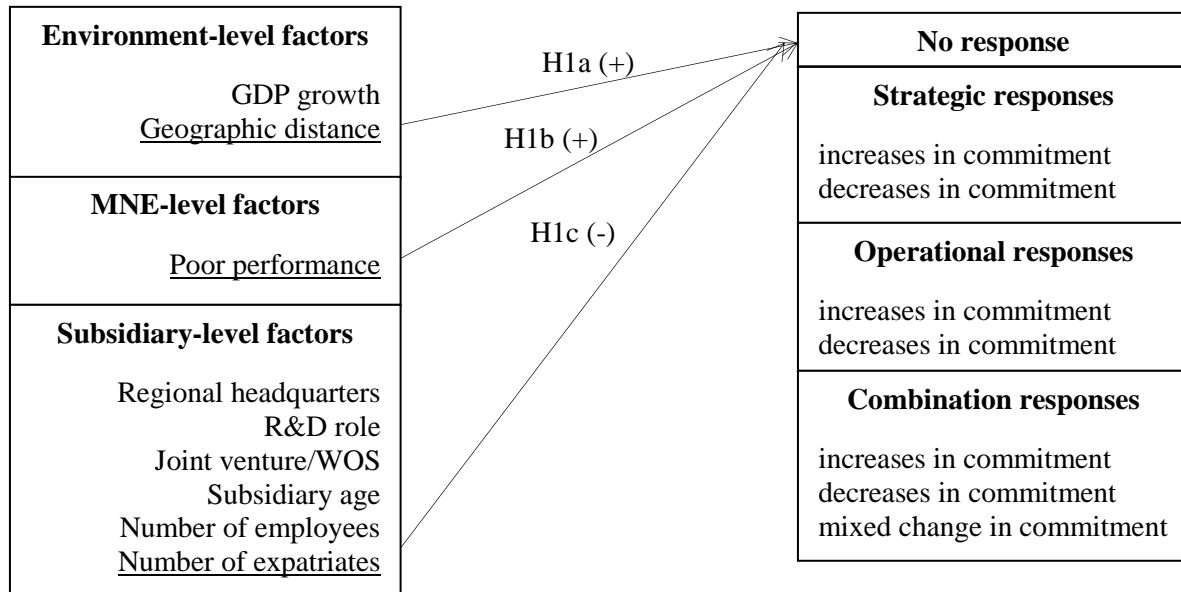 Environment-level factors
GDP growth
Geographic distance
MNE-level factors
Poor performance
Subsidiary-level factors
Regional headquarters
R&D role
Joint venture/WOS
Subsidiary age
Number of employees
Number of expatriates
H1a (+)
H1b (+)
H1c (-)
No response
Strategic responses
increases in commitment
decreases in commitment
Operational responses
increases in commitment
decreases in commitment
Combination responses
increases in commitment
decreases in commitment
mixed change in commitment